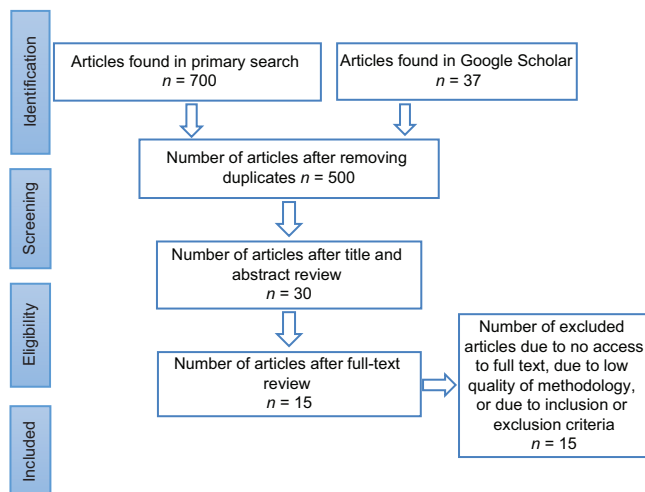 Identification
Articles found in primary search
n = 700
Articles found in Google Scholar
n = 37
Number of articles after removing
duplicates n = 500
Screening
Number of articles after title and
abstract review
n = 30
Eligibility
Number of articles after full-text
review
n = 15
Number of excluded
articles due to no access
to full text, due to low
quality of methodology,
or due to inclusion or
exclusion criteria
n = 15
Included